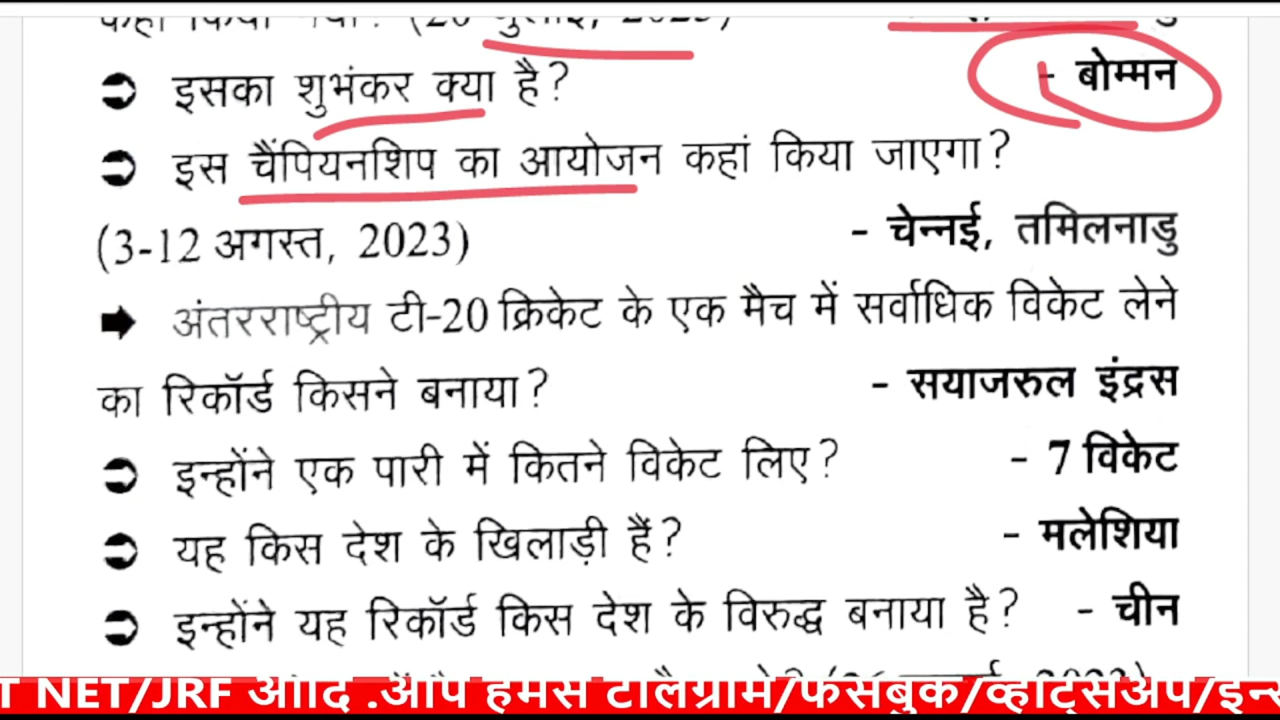 ➲ इसका शुभंकर क्या है? - बोम्मन
➲ इस चैंपियनशिप का आयोजन कहां किया जाएगा?
(3-12 अगस्त, 2023) - चेन्नई, तमिलनाडु
➡ अंतरराष्ट्रीय टी-20 क्रिकेट के एक मैच में सर्वाधिक विकेट लेने
का रिकॉर्ड किसने बनाया? - सयाजरुल इंद्रस
➲ इन्होंने एक पारी में कितने विकेट लिए? - 7 विकेट
➲ यह किस देश के खिलाड़ी हैं? - मलेशिया
➲ इन्होंने यह रिकॉर्ड किस देश के विरुद्ध बनाया है? - चीन
T NET/JRF आदि .आप हमसे टेलिग्राम/फेसबुक/व्हाट्सअप/इन्स